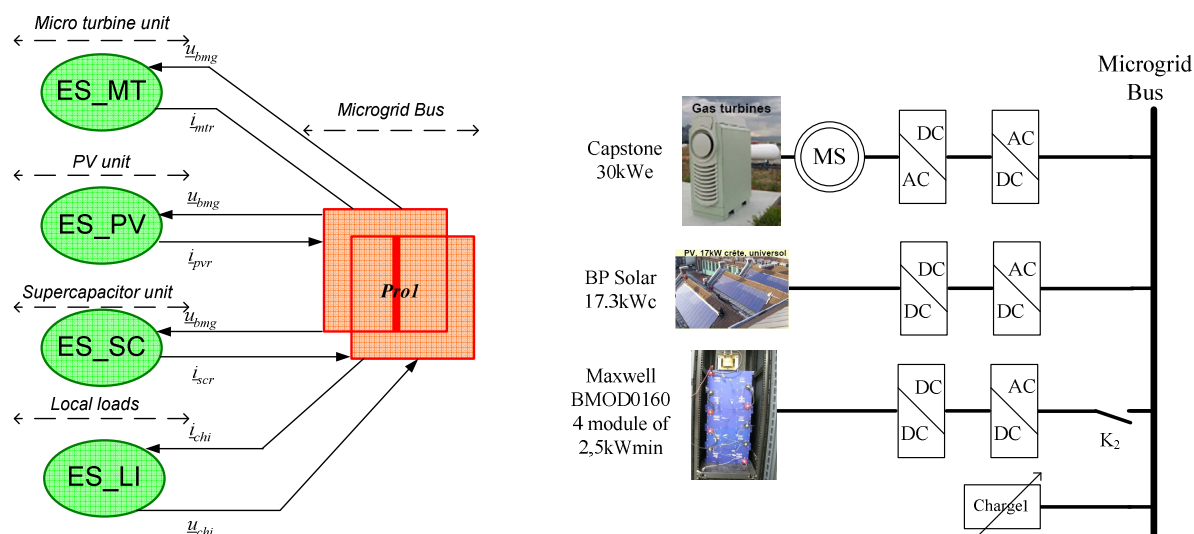 Micro turbine unit
u_bmg
ES_MT
i_mtr
Microgrid Bus
PV unit
u_bmg
ES_PV
i_pvr
Pro1
Supercapacitor unit
u_bmg
ES_SC
i_scr
Local loads
i_chi
ES_LI
u_chi
Microgrid
Bus
Gas turbines
Capstone
30kWe
MS
DC
AC
AC
DC
PV, 17kW crête, universol
BP Solar
17.3kWc
DC
DC
AC
DC
Maxwell
BMOD0160
4 module of
2,5kWmin
DC
DC
AC
DC
K2
Charge1